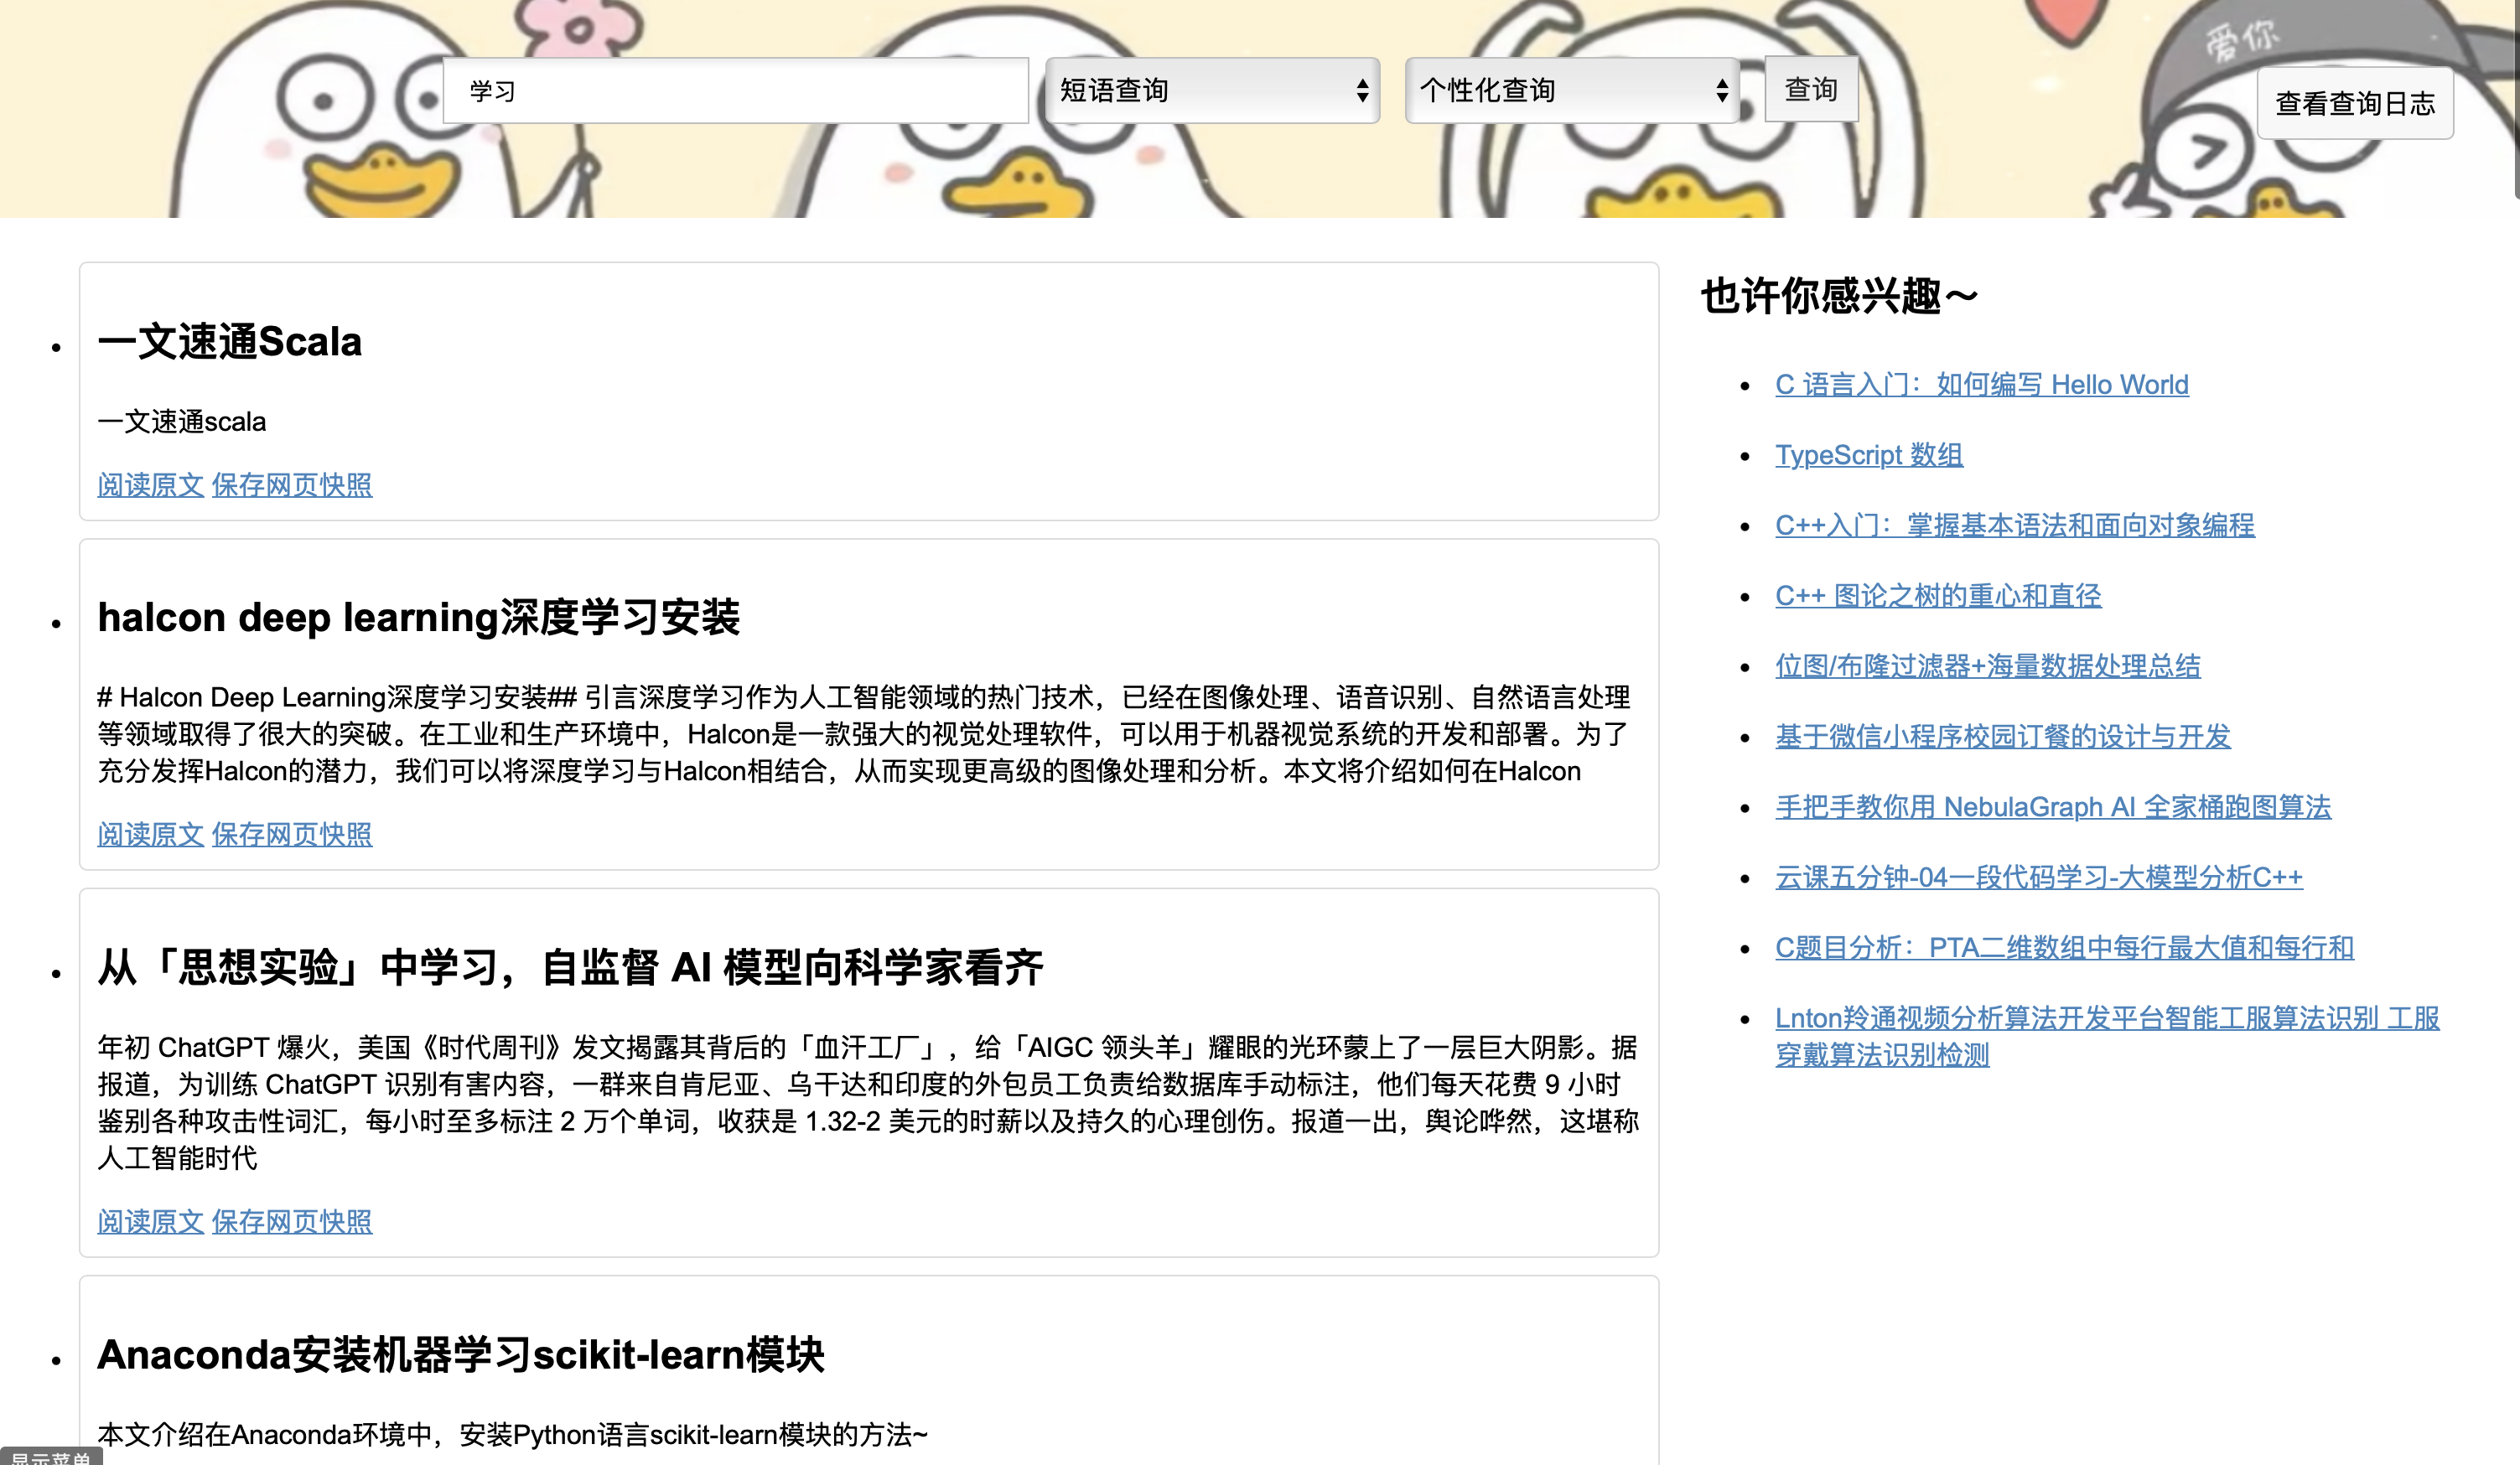 爱你
学习
短语查询
个性化查询
查询
查看查询日志
一文速通Scala
一文速通scala
阅读原文 保存网页快照
halcon deep learning深度学习安装
# Halcon Deep Learning深度学习安装## 引言深度学习作为人工智能领域的热门技术，已经在图像处理、语音识别、自然语言处理
等领域取得了很大的突破。在工业和生产环境中，Halcon是一款强大的视觉处理软件，可以用于机器视觉系统的开发和部署。为了
充分发挥Halcon的潜力，我们可以将深度学习与Halcon相结合，从而实现更高级的图像处理和分析。本文将介绍如何在Halcon
阅读原文 保存网页快照
从「思想实验」中学习，自监督 AI 模型向科学家看齐
年初 ChatGPT 爆火，美国《时代周刊》发文揭露其背后的「血汗工厂」，给「AIGC 领头羊」耀眼的光环蒙上了一层巨大阴影。据
报道，为训练 ChatGPT 识别有害内容，一群来自肯尼亚、乌干达和印度的外包员工负责给数据库手动标注，他们每天花费 9 小时
鉴别各种攻击性词汇，每小时至多标注 2 万个单词，收获是 1.32-2 美元的时薪以及持久的心理创伤。报道一出，舆论哗然，这堪称
人工智能时代
阅读原文 保存网页快照
Anaconda安装机器学习scikit-learn模块
本文介绍在Anaconda环境中，安装Python语言scikit-learn模块的方法~
显示菜单
也许你感兴趣～
C 语言入门：如何编写 Hello World
TypeScript 数组
C++入门：掌握基本语法和面向对象编程
C++ 图论之树的重心和直径
位图/布隆过滤器+海量数据处理总结
基于微信小程序校园订餐的设计与开发
手把手教你用 NebulaGraph AI 全家桶跑图算法
云课五分钟-04一段代码学习-大模型分析C++
C题目分析：PTA二维数组中每行最大值和每行和
Lnton羚通视频分析算法开发平台智能工服算法识别 工服
穿戴算法识别检测